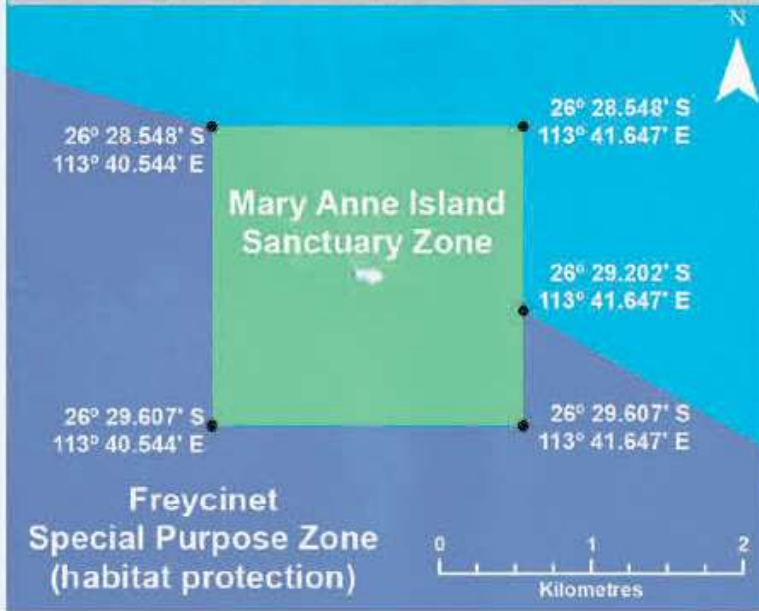 N
26° 28.548' S
113° 40.544' E
26° 28.548' S
113° 41.647' E
Mary Anne Island
Sanctuary Zone
26° 29.202' S
113° 41.647' E
26° 29.607' S
113° 40.544' E
26° 29.607' S
113° 41.647' E
Freycinet
Special Purpose Zone
(habitat protection)
0 1 2
Kilometres